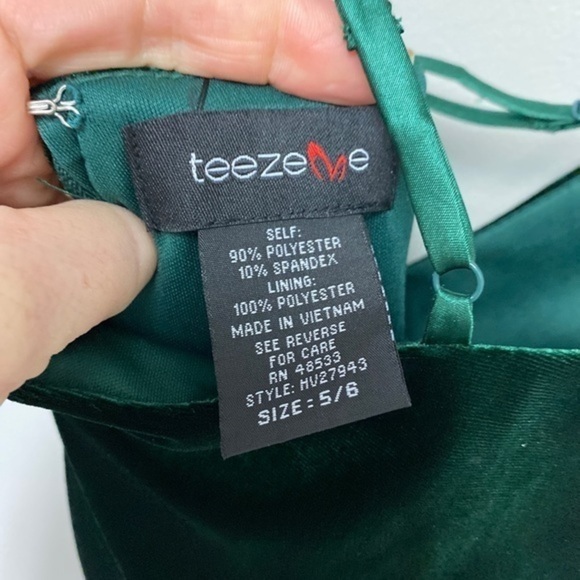 teezeMe
SELF:
90% POLYESTER
10% SPANDEX
LINING:
100% POLYESTER
MADE IN VIETNAM
SEE REVERSE
FOR CARE
RN 48533
STYLE: HV27943
SIZE: 5/6